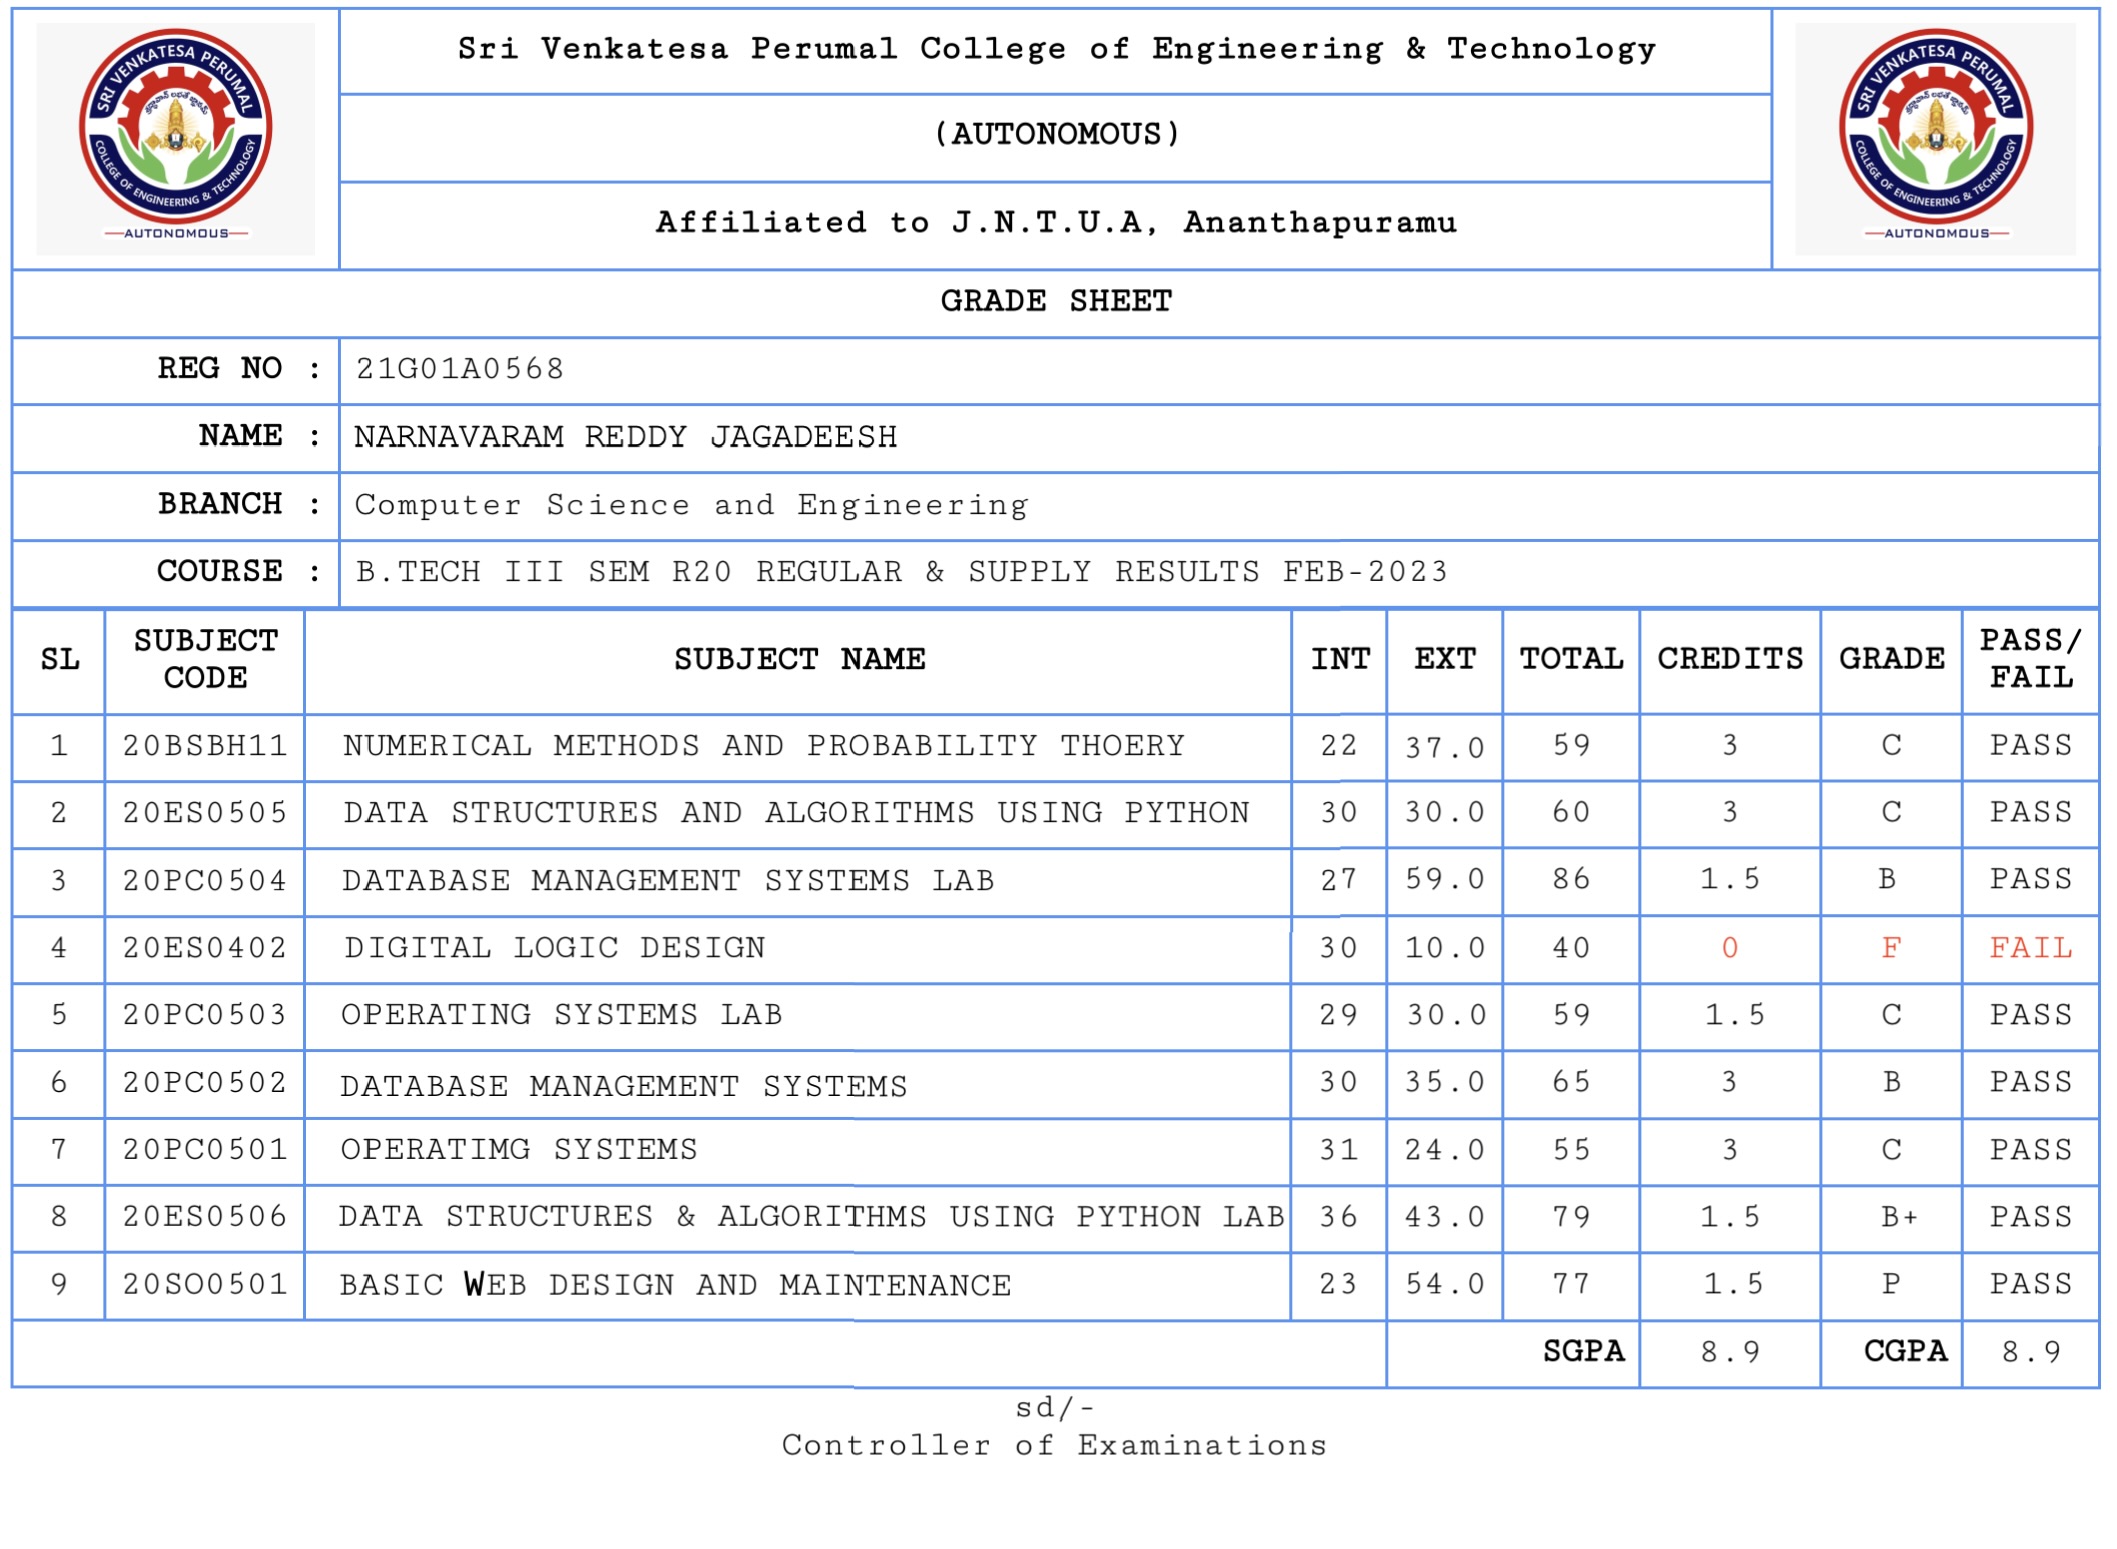 SRI VENKATESA PERUMAL
COLLEGE OF ENGINEERING & TECHNOLOGY
AUTONOMOUS
Sri Venkatesa Perumal College of Engineering & Technology
(AUTONOMOUS)
Affiliated to J.N.T.U.A, Ananthapuramu
SRI VENKATESA PERUMAL
COLLEGE OF ENGINEERING & TECHNOLOGY
AUTONOMOUS
GRADE SHEET
REG NO : 21G01A0568
NAME : NARNAVARAM REDDY JAGADEESH
BRANCH : Computer Science and Engineering
COURSE : B.TECH III SEM R20 REGULAR & SUPPLY RESULTS FEB-2023
SL SUBJECT CODE SUBJECT NAME INT EXT TOTAL CREDITS GRADE PASS/FAIL
1 20BSBH11 NUMERICAL METHODS AND PROBABILITY THOERY 22 37.0 59 3 C PASS
2 20ES0505 DATA STRUCTURES AND ALGORITHMS USING PYTHON 30 30.0 60 3 C PASS
3 20PC0504 DATABASE MANAGEMENT SYSTEMS LAB 27 59.0 86 1.5 B PASS
4 20ES0402 DIGITAL LOGIC DESIGN 30 10.0 40 0 F FAIL
5 20PC0503 OPERATING SYSTEMS LAB 29 30.0 59 1.5 C PASS
6 20PC0502 DATABASE MANAGEMENT SYSTEMS 30 35.0 65 3 B PASS
7 20PC0501 OPERATIMG SYSTEMS 31 24.0 55 3 C PASS
8 20ES0506 DATA STRUCTURES & ALGORITHMS USING PYTHON LAB 36 43.0 79 1.5 B+ PASS
9 20SO0501 BASIC WEB DESIGN AND MAINTENANCE 23 54.0 77 1.5 P PASS
SGPA 8.9 CGPA 8.9
sd/-
Controller of Examinations